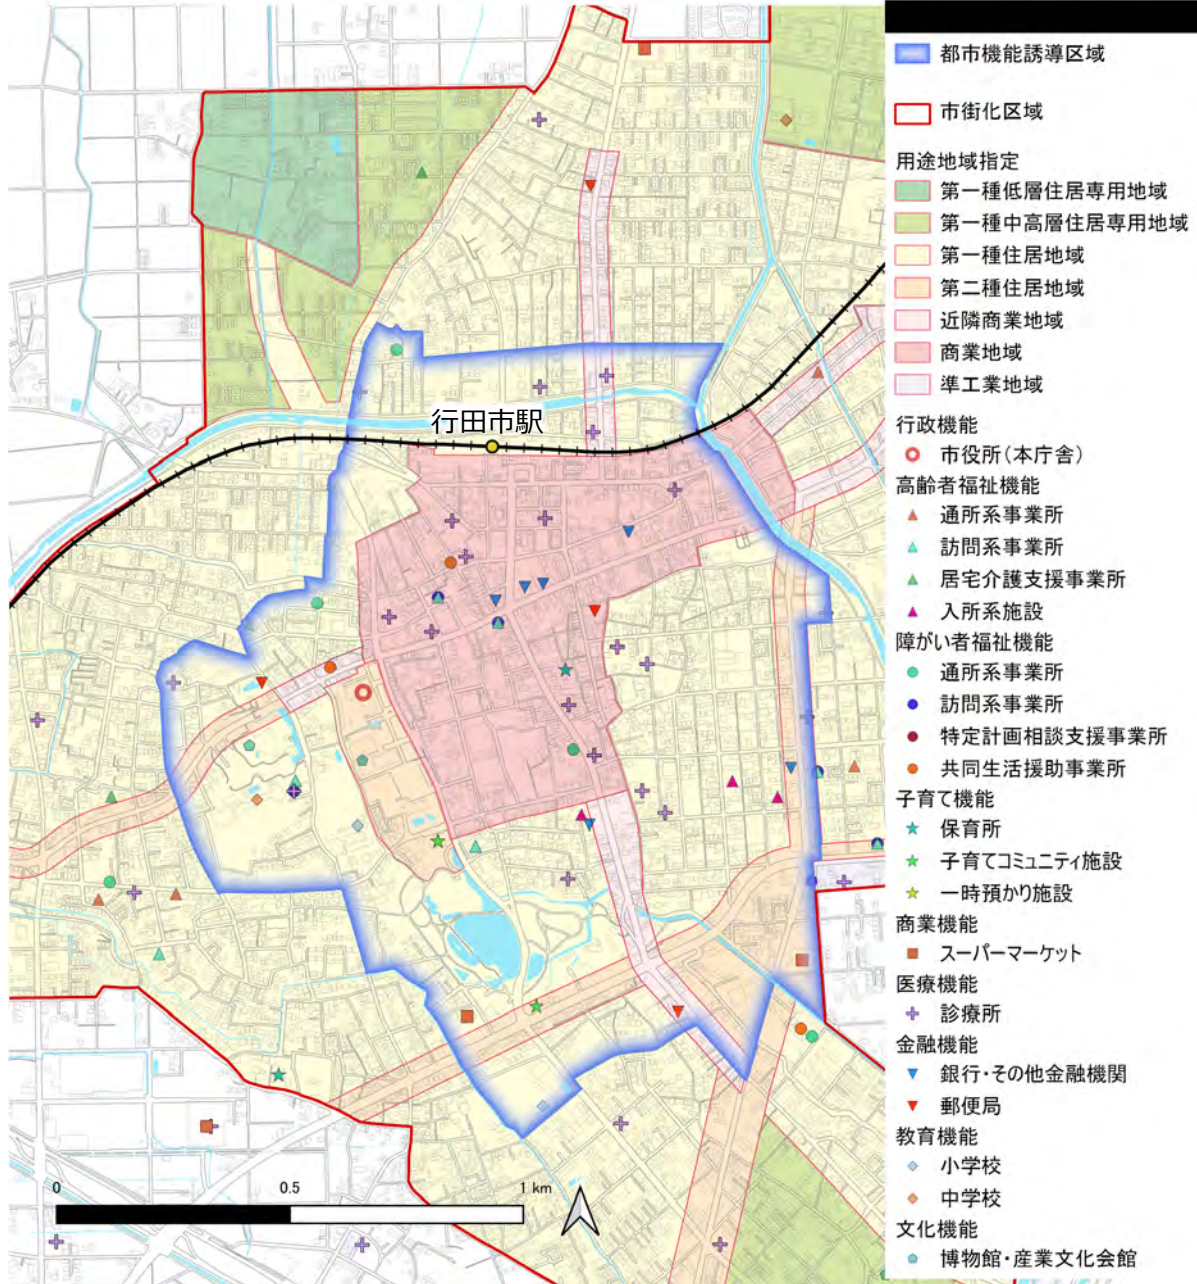 行田市駅
0
0.5
1 km
都市機能誘導区域
市街化区域
用途地域指定
第一種低層住居専用地域
第一種中高層住居専用地域
第一種住居地域
第二種住居地域
近隣商業地域
商業地域
準工業地域
行政機能
市役所(本庁舎)
高齢者福祉機能
通所系事業所
訪問系事業所
居宅介護支援事業所
入所系施設
障がい者福祉機能
通所系事業所
訪問系事業所
特定計画相談支援事業所
共同生活援助事業所
子育て機能
保育所
子育てコミュニティ施設
一時預かり施設
商業機能
スーパーマーケット
医療機能
診療所
金融機能
銀行・その他金融機関
郵便局
教育機能
小学校
中学校
文化機能
博物館・産業文化会館